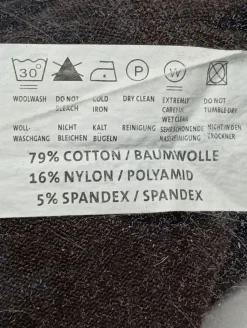 30° P W
WOOLWASH DO NOT COLD DRY CLEAN EXTREMLY DO NOT
BLEACH IRON CAREFUL TUMBLE DRY
WET CLEAN
WOLL- NICHT KALT REINIGUNG SEHR SCHONENDE NICHT IN DEN
WASCHGANG BLEICHEN BÜGELN NASSREINIGUNG TROCKNER
79% COTTON / BAUMWOLLE
16% NYLON / POLYAMID
5% SPANDEX / SPANDEX